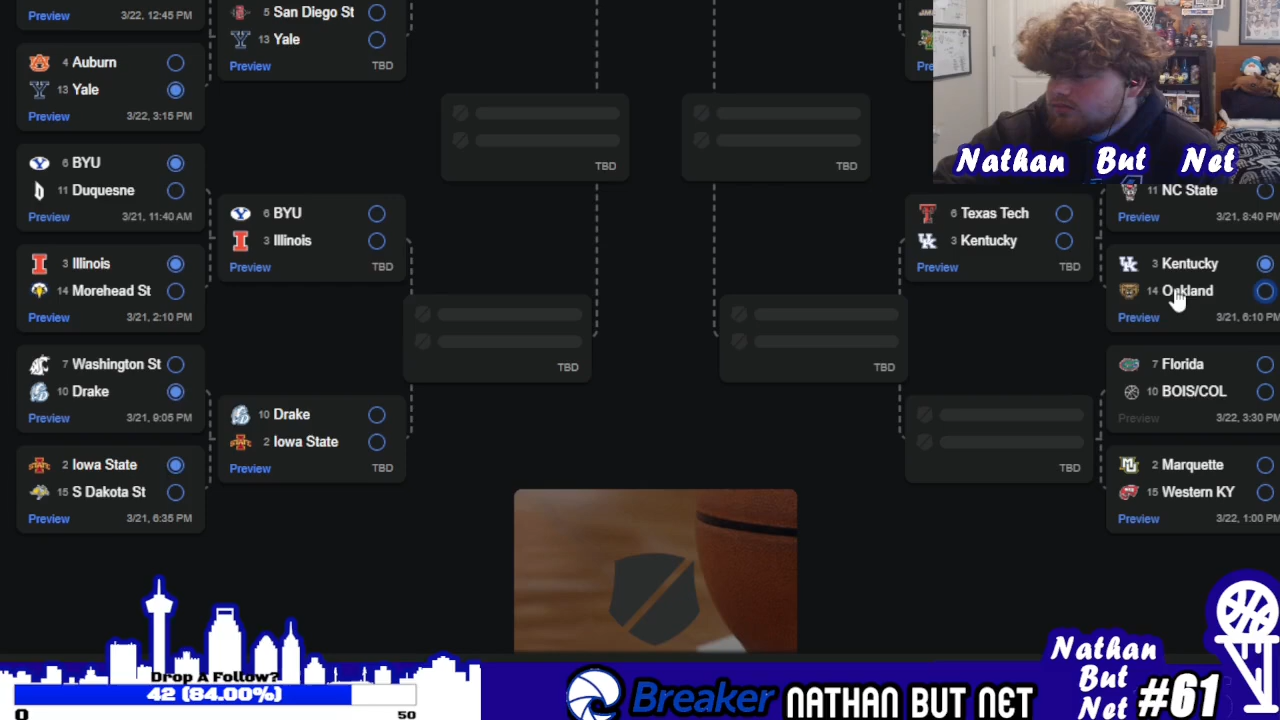 Preview 3/22, 12:45 PM
4 Auburn
13 Yale
Preview 3/22, 3:15 PM
6 BYU
11 Duquesne
Preview 3/21, 11:40 AM
3 Illinois
14 Morehead St
Preview 3/21, 2:10 PM
7 Washington St
10 Drake
Preview 3/21, 9:05 PM
2 Iowa State
15 S Dakota St
Preview 3/21, 6:35 PM
5 San Diego St
13 Yale
Preview TBD
6 BYU
3 Illinois
Preview TBD
10 Drake
2 Iowa State
Preview TBD
TBD
TBD
TBD
TBD
6 Texas Tech
3 Kentucky
Preview TBD
TBD
Nathan But Net
11 NC State
Preview 3/21, 8:40 PM
3 Kentucky
14 Oakland
Preview 3/21, 6:10 PM
7 Florida
10 BOIS/COL
Preview 3/22, 3:30 PM
2 Marquette
15 Western KY
Preview 3/22, 1:00 PM
Drop A Follow?
42 (84.00%)
0 50
Breaker NATHAN BUT NET
Nathan
But
Net #61